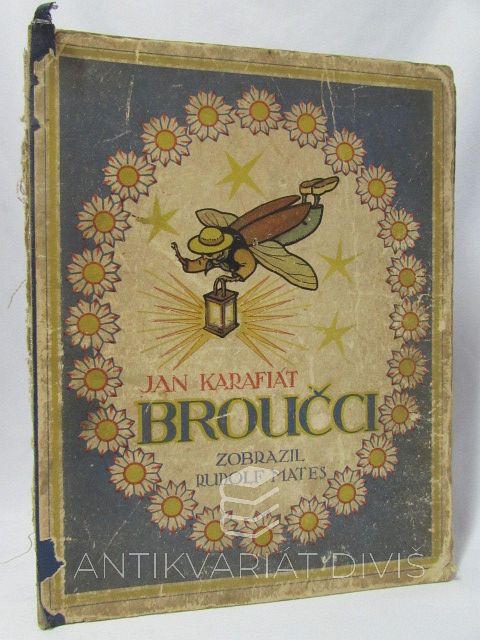 JAN KARAFIÁT
BROUČCI
ZOBRAZIL
RUDOLF MATES
ANTIKVARIÁT DIVIŠ